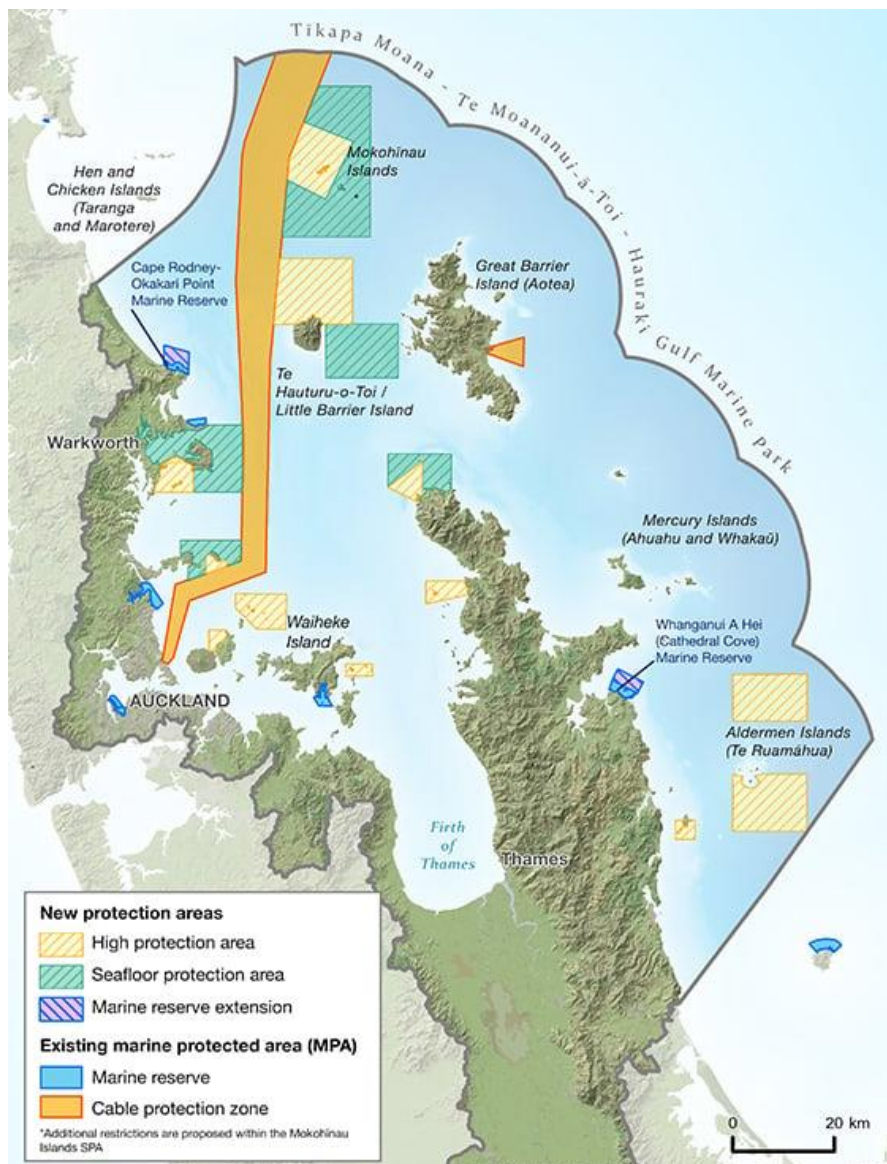 Tīkapa Moana - Te Moananui-ā-Toi - Hauraki Gulf Marine Park
Mokohīnau
Islands
Hen and
Chicken Islands
(Taranga
and Marotere)
Cape Rodney-
Okakari Point
Marine Reserve
Great Barrier
Island (Aotea)
Te
Hauturu-o-Toi /
Little Barrier Island
Warkworth
Mercury Islands
(Ahuahu and Whakaū)
Waiheke
Island
Whanganui A Hei
(Cathedral Cove)
Marine Reserve
AUCKLAND
Aldermen Islands
(Te Ruamáhua)
Firth
of
Thames
Thames
New protection areas
High protection area
Seafloor protection area
Marine reserve extension
Existing marine protected area (MPA)
Marine reserve
Cable protection zone
*Additional restrictions are proposed within the Mokohīnau
Islands SPA
0 20 km